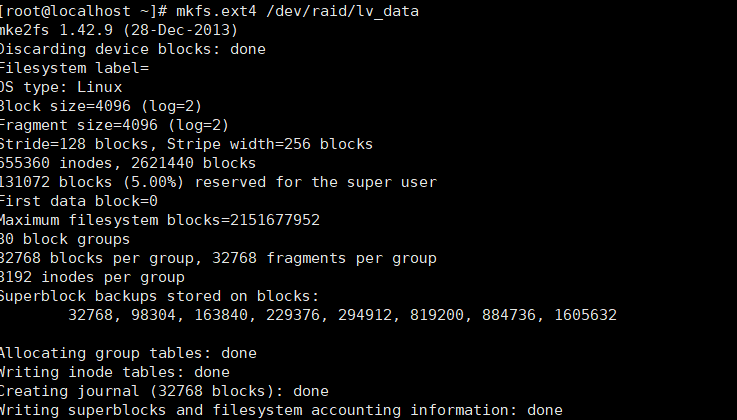 [root@localhost ~]# mkfs.ext4 /dev/raid/lv_data
mke2fs 1.42.9 (28-Dec-2013)
Discarding device blocks: done
Filesystem label=
OS type: Linux
Block size=4096 (log=2)
Fragment size=4096 (log=2)
Stride=128 blocks, Stripe width=256 blocks
655360 inodes, 2621440 blocks
131072 blocks (5.00%) reserved for the super user
First data block=0
Maximum filesystem blocks=2151677952
80 block groups
32768 blocks per group, 32768 fragments per group
8192 inodes per group
Superblock backups stored on blocks:
32768, 98304, 163840, 229376, 294912, 819200, 884736, 1605632
Allocating group tables: done
Writing inode tables: done
Creating journal (32768 blocks): done
Writing superblocks and filesystem accounting information: done